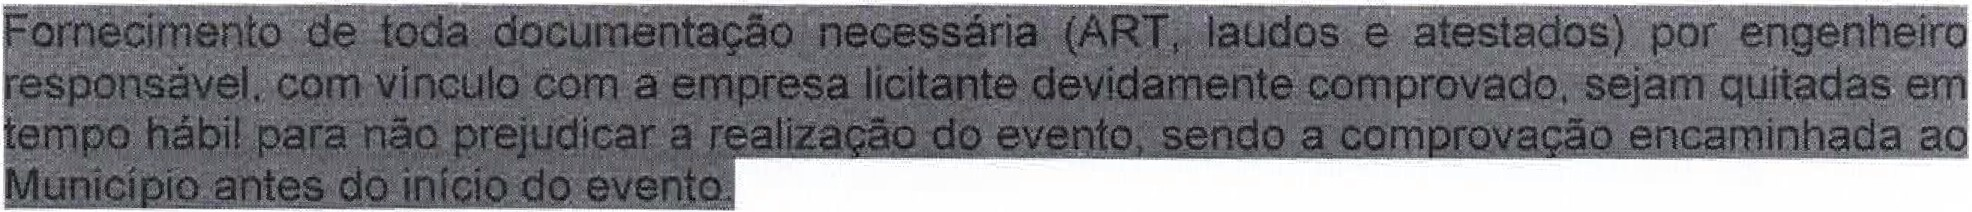 Fornecimento de toda documentação necessária (ART, laudos e atestados) por engenheiro
responsável, com vínculo com a empresa licitante devidamente comprovado, sejam quitadas em
tempo hábil para não prejudicar a realização do evento, sendo a comprovação encaminhada ao
Município antes do início do evento.